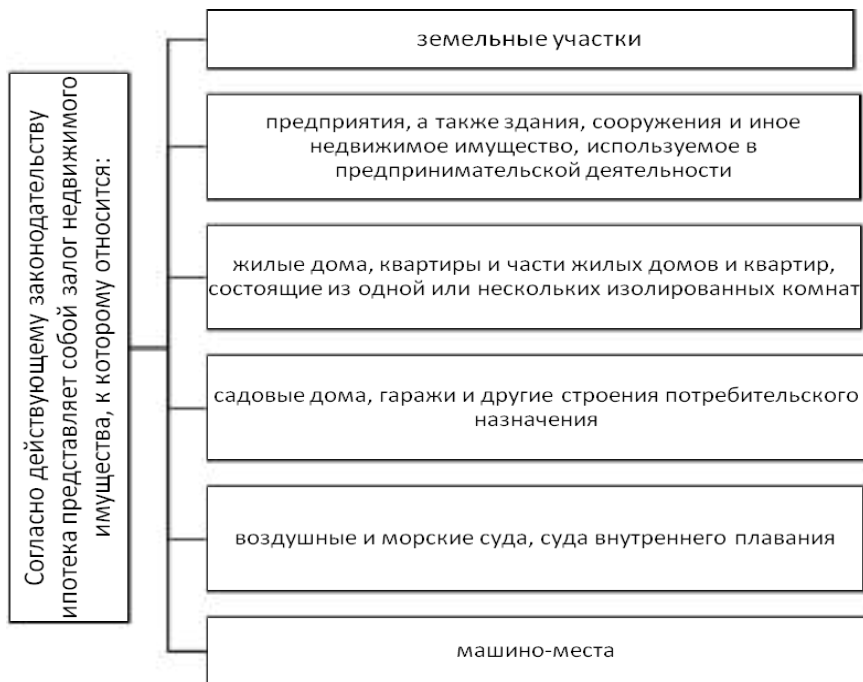 Согласно действующему законодательству
ипотека представляет собой залог недвижимого
имущества, к которому относится:
земельные участки
предприятия, а также здания, сооружения и иное
недвижимое имущество, используемое в
предпринимательской деятельности
жилые дома, квартиры и части жилых домов и квартир,
состоящие из одной или нескольких изолированных комнат
садовые дома, гаражи и другие строения потребительского
назначения
воздушные и морские суда, суда внутреннего плавания
машино-места